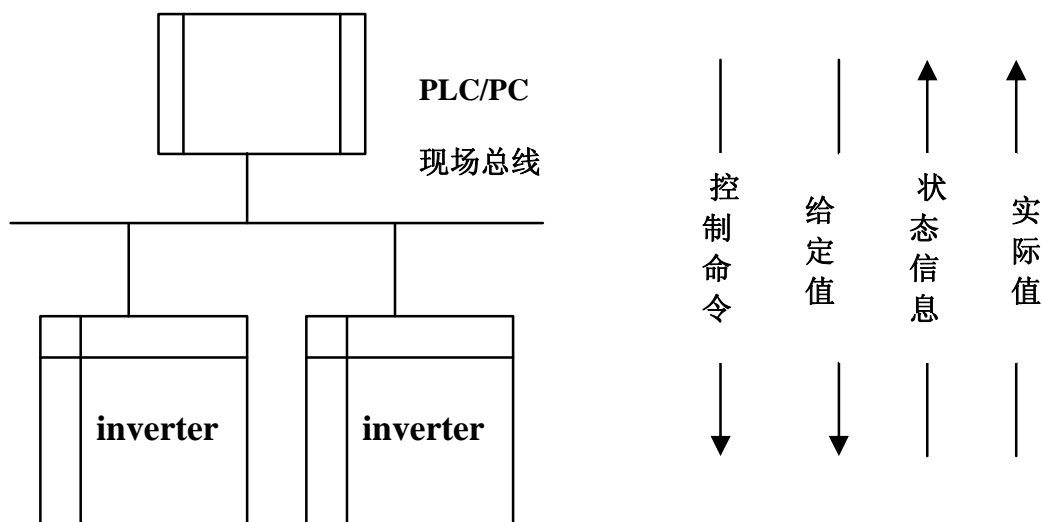 PLC/PC
现场总线
控制命令
给定值
状态信息
实际值
inverter
inverter